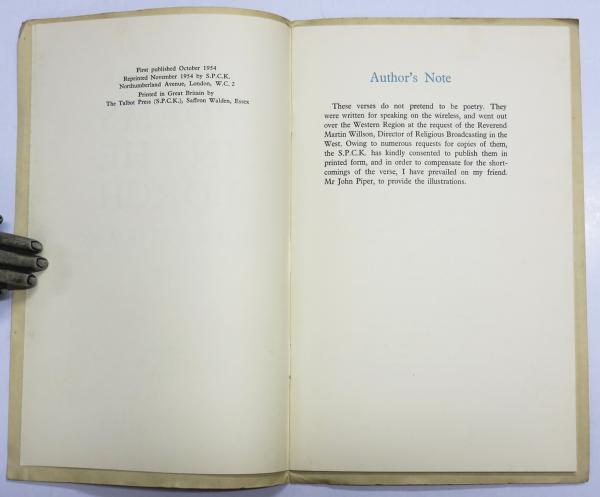 First published October 1954
Reprinted November 1954 by S.P.C.K.
Northumberland Avenue, London, W.C. 2
Printed in Great Britain by
The Talbot Press (S.P.C.K.), Saffron Walden, Essex
Author's Note
These verses do not pretend to be poetry. They
were written for speaking on the wireless, and went out
over the Western Region at the request of the Reverend
Martin Willson, Director of Religious Broadcasting in the
West. Owing to numerous requests for copies of them,
the S.P.C.K. has kindly consented to publish them in
printed form, and in order to compensate for the short-
comings of the verse, I have prevailed on my friend.
Mr John Piper, to provide the illustrations.